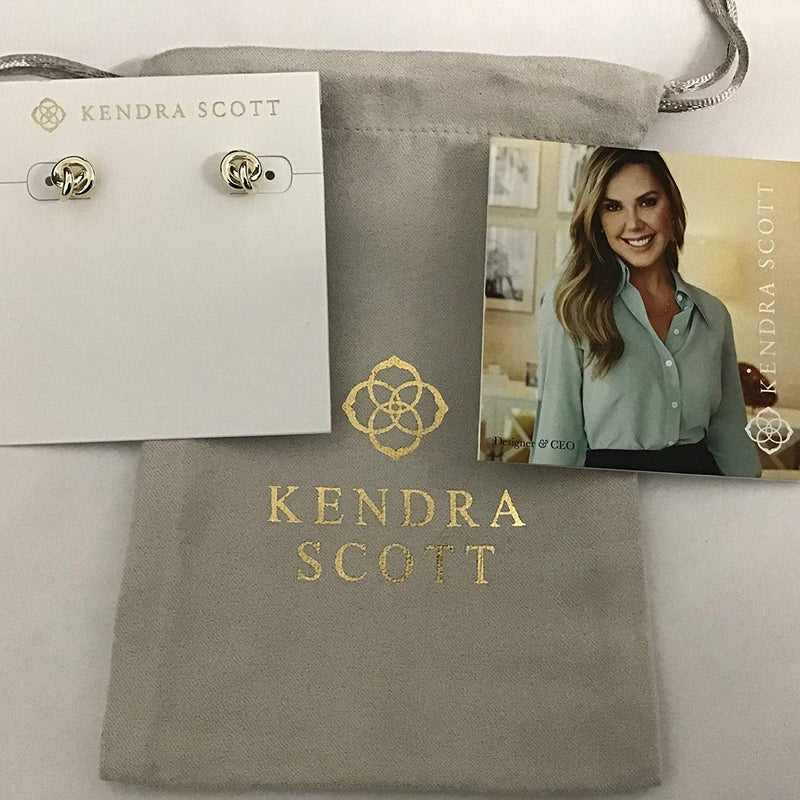 KENDRA SCOTT
KENDRA SCOTT
Designer & CEO
KENDRA
SCOTT